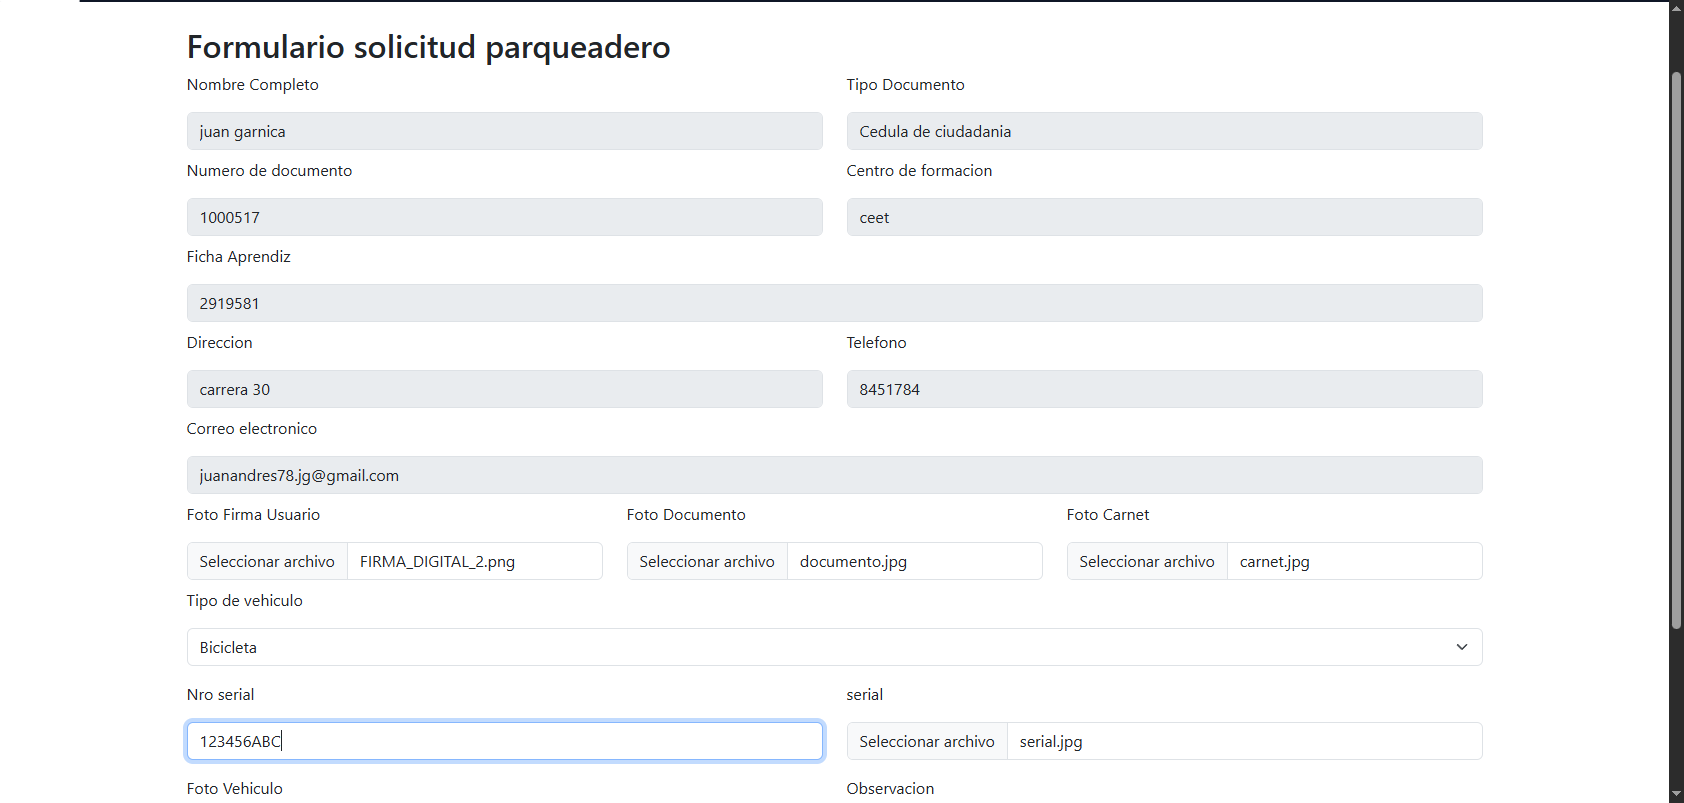 Formulario solicitud parqueadero
Nombre Completo
Tipo Documento
juan garnica
Cedula de ciudadania
Numero de documento
Centro de formacion
1000517
ceet
Ficha Aprendiz
2919581
Direccion
Telefono
carrera 30
8451784
Correo electronico
juanandres78.jg@gmail.com
Foto Firma Usuario
Foto Documento
Foto Carnet
Seleccionar archivo FIRMA_DIGITAL_2.png
Seleccionar archivo documento.jpg
Seleccionar archivo carnet.jpg
Tipo de vehiculo
Bicicleta
Nro serial
serial
123456ABC
Seleccionar archivo serial.jpg
Foto Vehiculo
Observacion